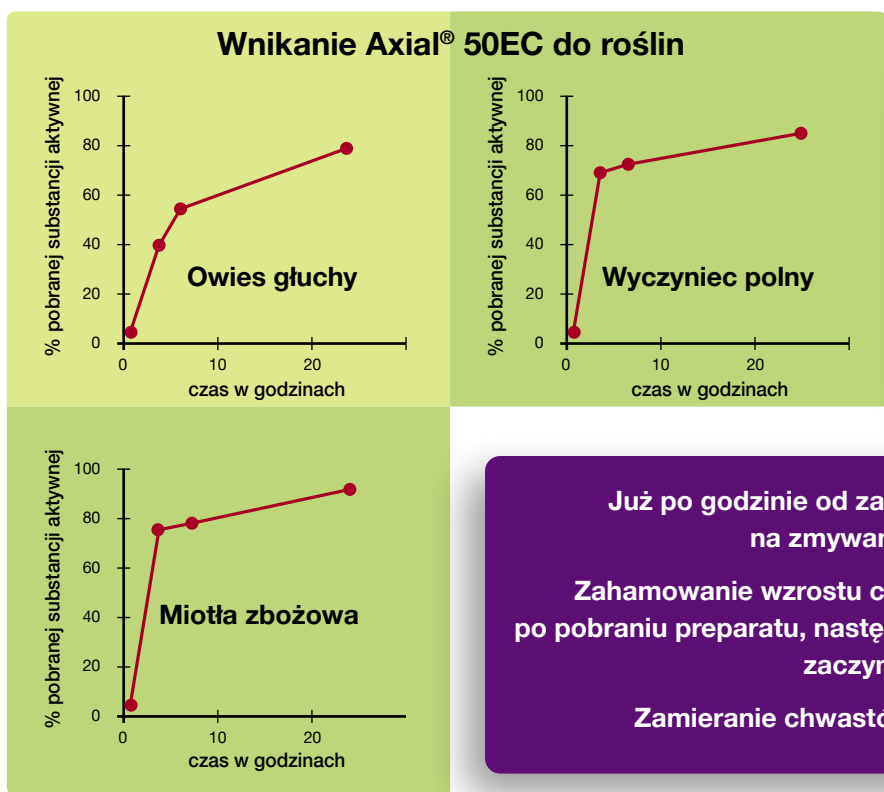 Wnikanie Axial® 50EC do roślin
% pobranej substancji aktywnej
100
80
60
40
20
0
Owies głuchy
0 10 20
czas w godzinach
% pobranej substancji aktywnej
100
80
60
40
20
0
Wyczyniec polny
0 10 20
czas w godzinach
% pobranej substancji aktywnej
100
80
60
40
20
0
Miotła zbożowa
0 10 20
czas w godzinach
Już po godzinie od za
na zmywar
Zahamowanie wzrostu c
po pobraniu preparatu, nastę
zaczyn
Zamieranie chwastó